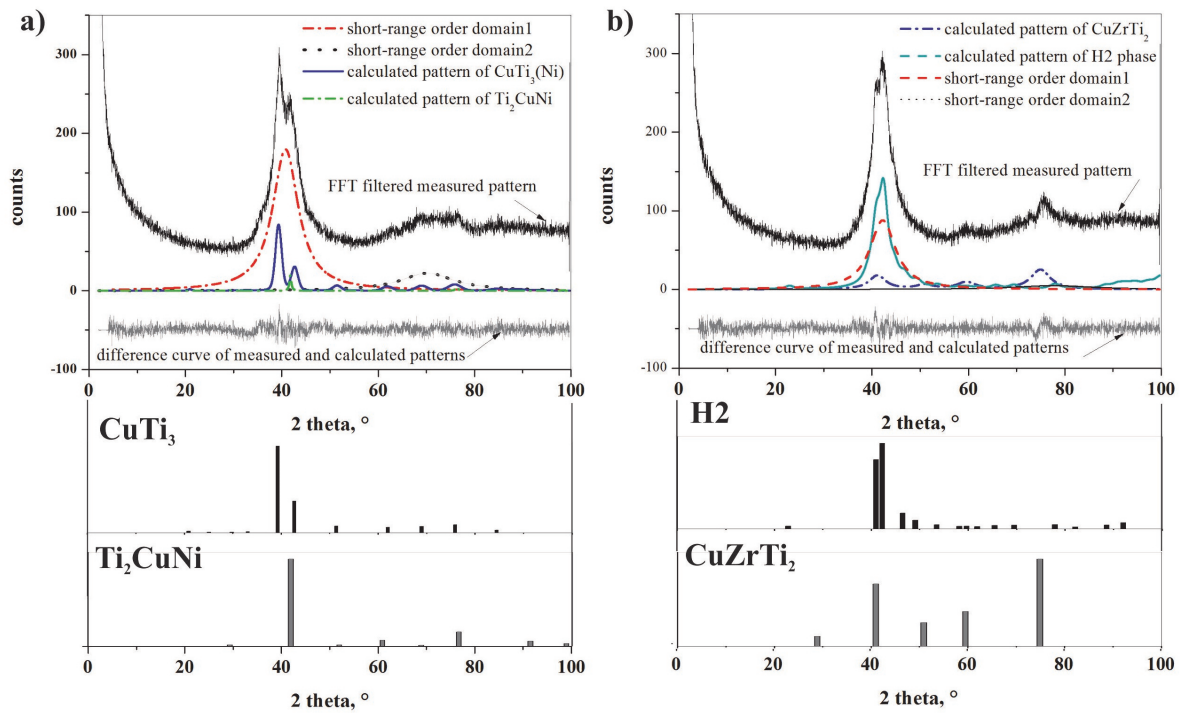 a)
short-range order domain1
short-range order domain2
calculated pattern of CuTi₃(Ni)
calculated pattern of Ti₂CuNi
FFT filtered measured pattern
difference curve of measured and calculated patterns
counts
300
200
100
0
-100
0 20 40 60 80 100
2 theta, °
CuTi₃
Ti₂CuNi
0 20 40 60 80 100
2 theta, °
b)
calculated pattern of CuZrTi₂
calculated pattern of H2 phase
short-range order domain1
short-range order domain2
FFT filtered measured pattern
difference curve of measured and calculated patterns
counts
300
200
100
0
-100
0 20 40 60 80 100
2 theta, °
H2
CuZrTi₂
0 20 40 60 80 100
2 theta, °